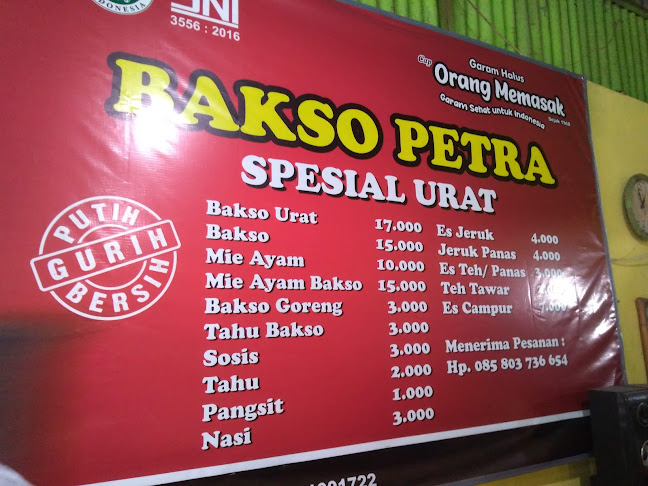 SNI
3556 : 2016
Garam Halus
Cap Orang Memasak
Garam Sehat untuk Indonesia
Sejak 1968
BAKSO PETRA
SPESIAL URAT
PUTIH
GURIH
BERSIH
Bakso Urat 17.000
Bakso 15.000
Mie Ayam 10.000
Mie Ayam Bakso 15.000
Bakso Goreng 3.000
Tahu Bakso 3.000
Sosis 3.000
Tahu 2.000
Pangsit 1.000
Nasi 3.000
Es Jeruk 4.000
Jeruk Panas 4.000
Es Teh/ Panas 3.000
Teh Tawar
Es Campur
Menerima Pesanan :
Hp. 085 803 736 654